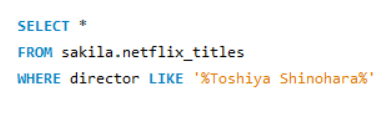 SELECT *
FROM sakila.netflix_titles
WHERE director LIKE '%Toshiya Shinohara%'